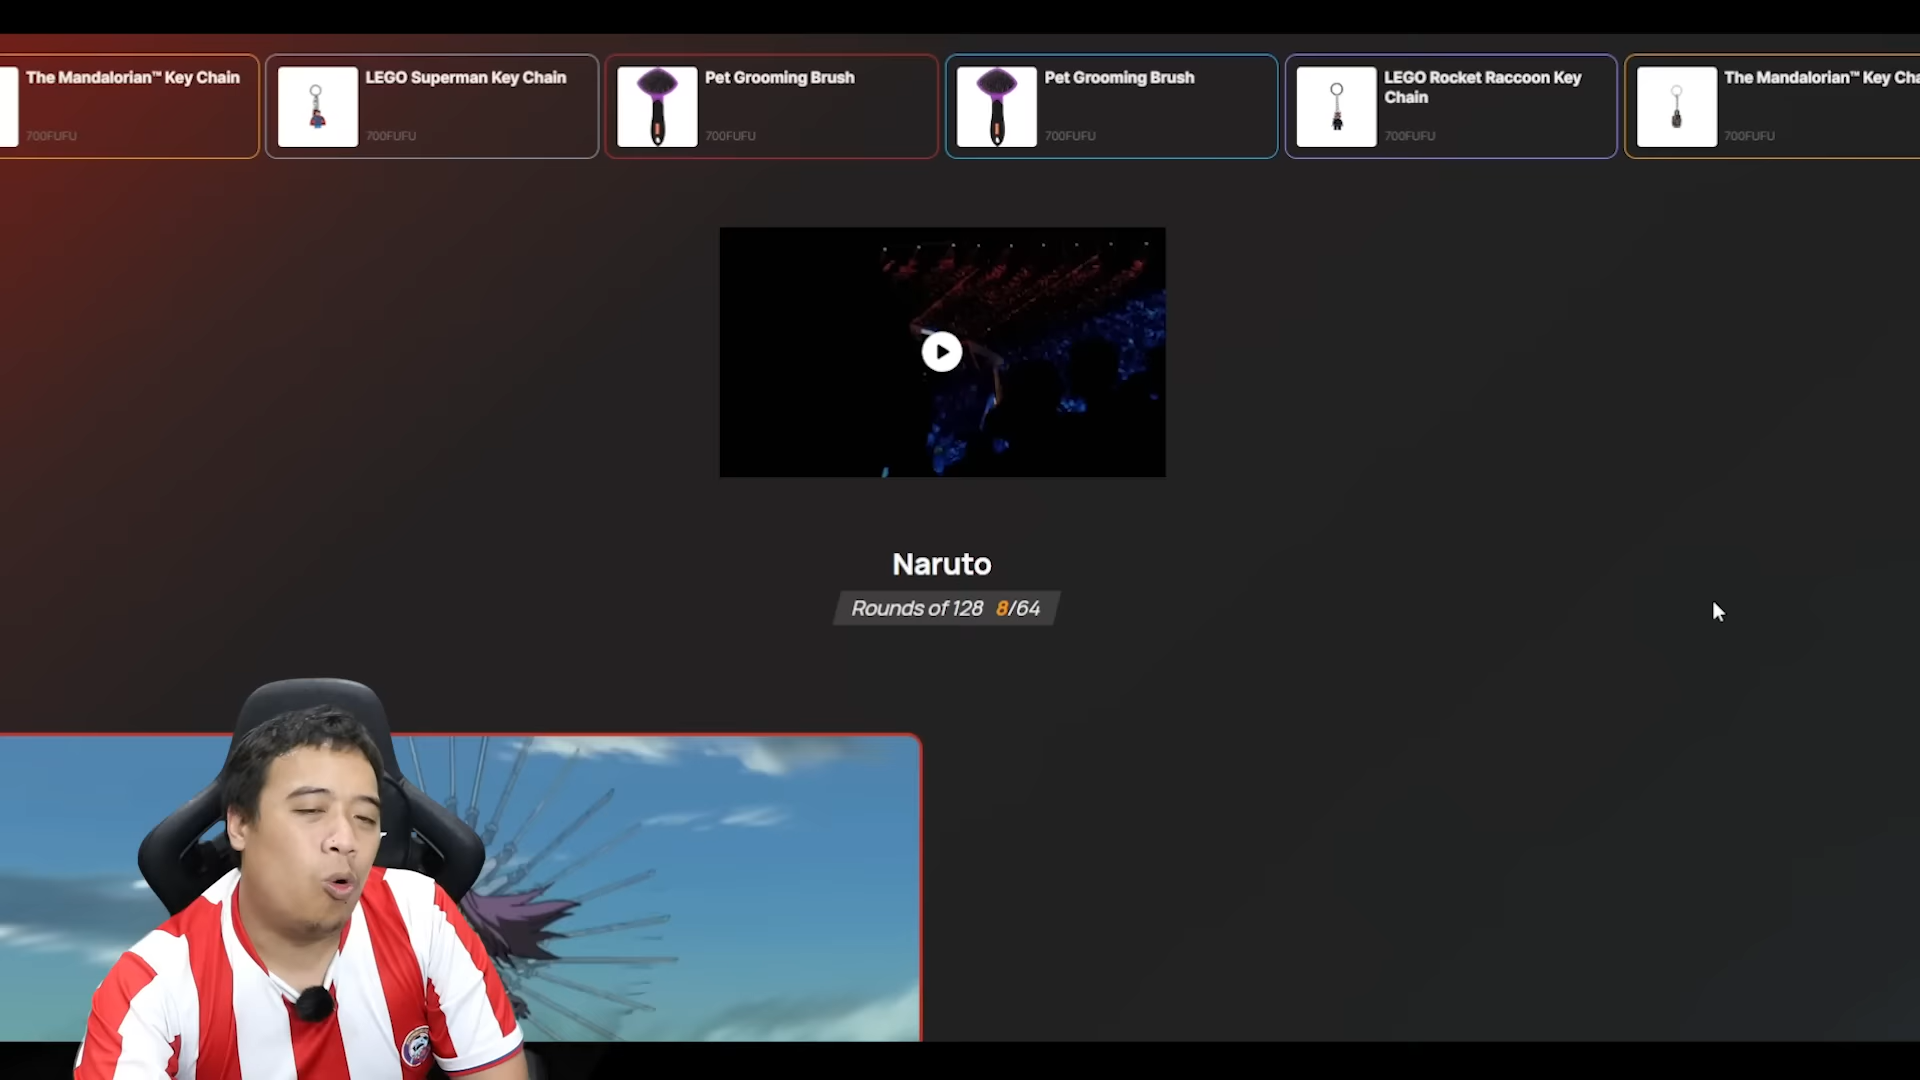 The Mandalorian™ Key Chain
700FUFU
LEGO Superman Key Chain
700FUFU
Pet Grooming Brush
700FUFU
Pet Grooming Brush
700FUFU
LEGO Rocket Raccoon Key
Chain
700FUFU
The Mandalorian™ Key Cha
700FUFU
Naruto
Rounds of 128 8/64